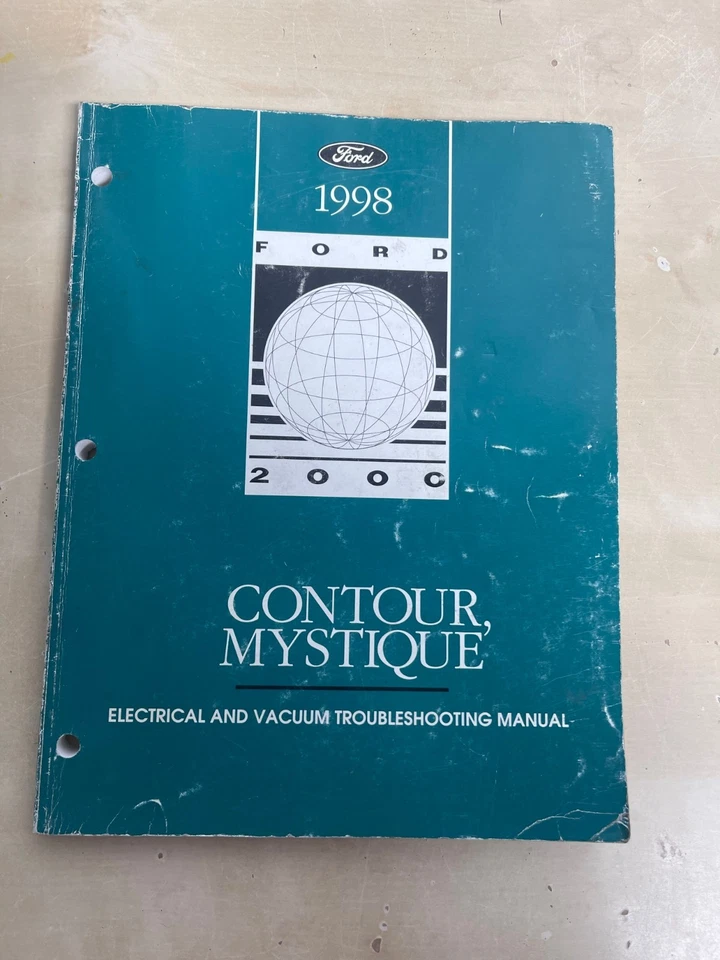 Ford
1998
FORD
2000
CONTOUR,
MYSTIQUE
ELECTRICAL AND VACUUM TROUBLESHOOTING MANUAL